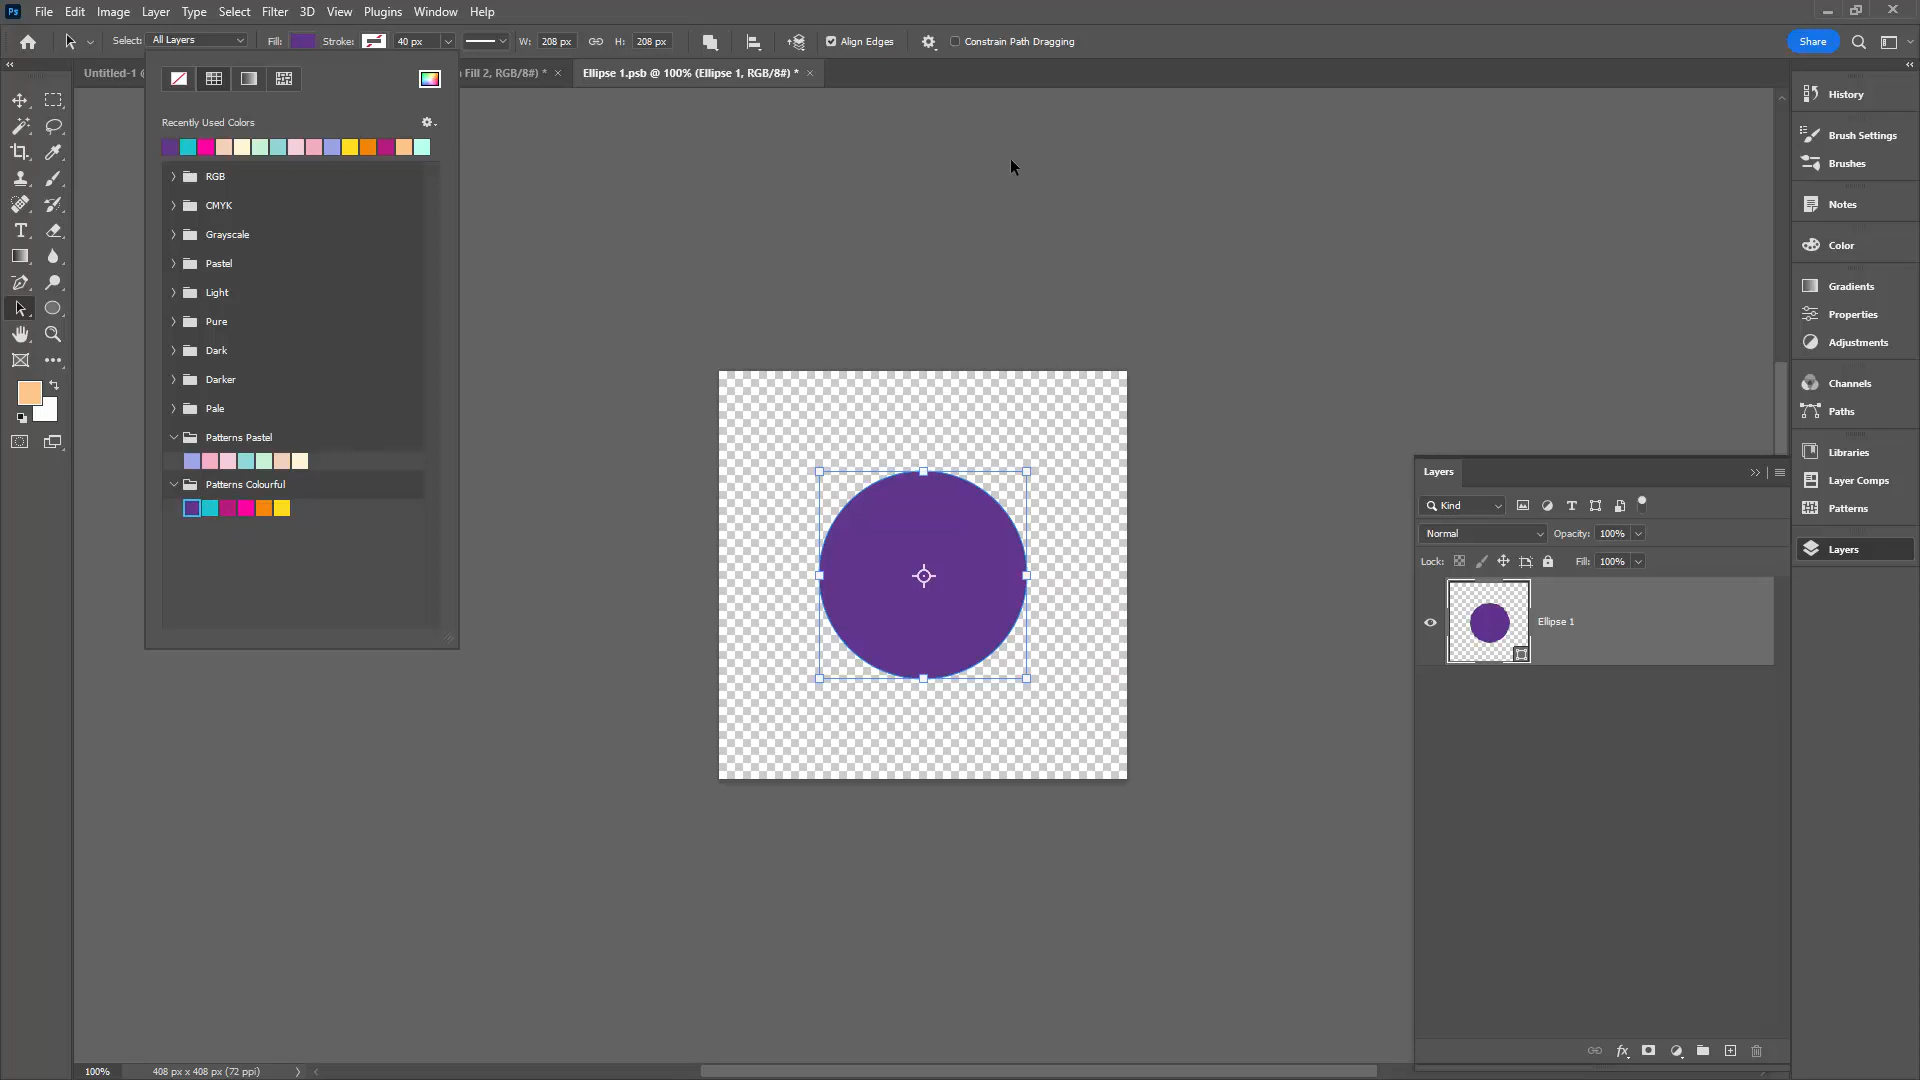 Ps File Edit Image Layer Type Select Filter 3D View Plugins Window Help
Select: All Layers Fill: Stroke: 40 px W: 208 px H: 208 px Align Edges Constrain Path Dragging Share
Untitled-1 @ Fill 2, RGB/8#) * × Ellipse 1.psb @ 100% (Ellipse 1, RGB/8#) * ×
Recently Used Colors
RGB
CMYK
Grayscale
Pastel
Light
Pure
Dark
Darker
Pale
Patterns Pastel
Patterns Colourful
History
Brush Settings
Brushes
Notes
Color
Gradients
Properties
Adjustments
Channels
Paths
Libraries
Layer Comps
Patterns
Layers
Layers
Kind
Normal Opacity: 100%
Lock: Fill: 100%
Ellipse 1
fx
100% 408 px x 408 px (72 ppi)